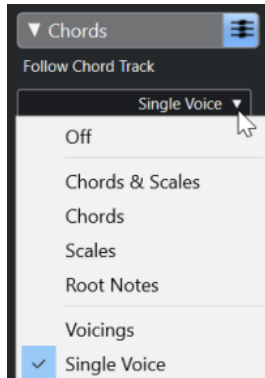 Chords
Follow Chord Track
Single Voice
Off
Chords & Scales
Chords
Scales
Root Notes
Voicings
Single Voice